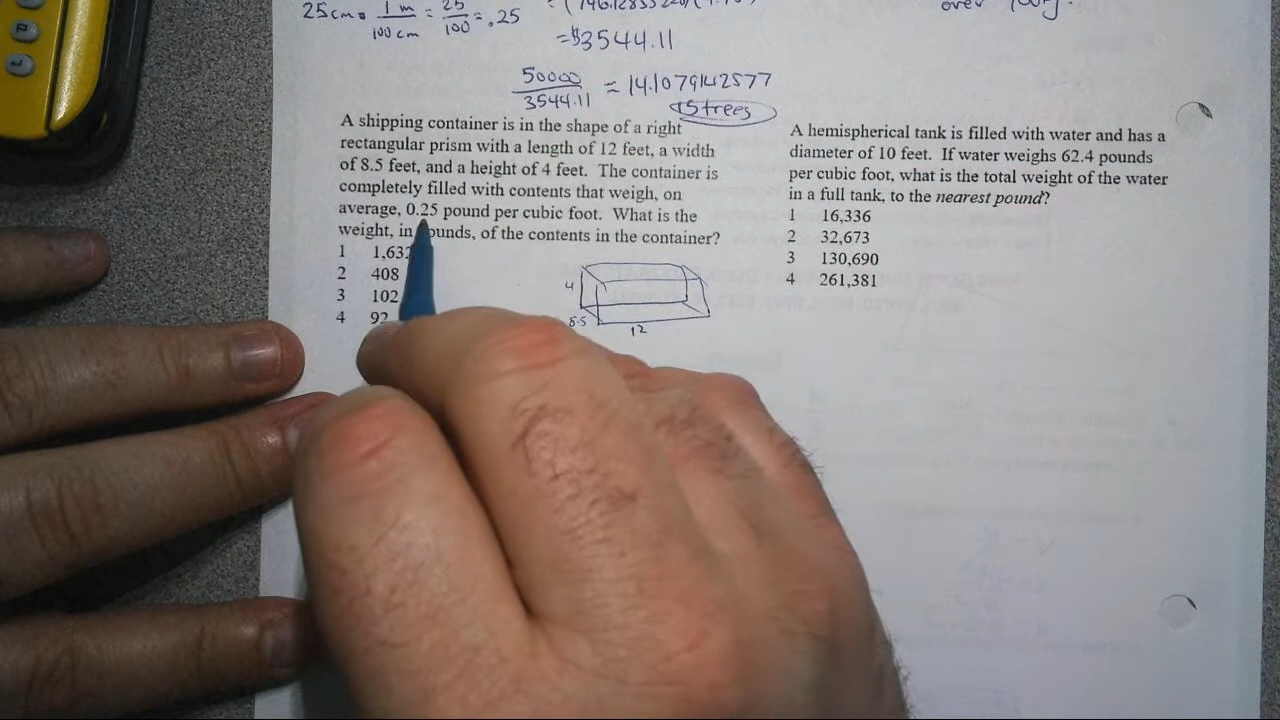 25cm · 1 m / 100 cm = 25 / 100 = .25
= $3544.11
over
50000 / 3544.11 = 14.1079142577
15 trees
A shipping container is in the shape of a right
rectangular prism with a length of 12 feet, a width
of 8.5 feet, and a height of 4 feet. The container is
completely filled with contents that weigh, on
average, 0.25 pound per cubic foot. What is the
weight, in pounds, of the contents in the container?
1 1,632
2 408
3 102
4 92
4
8.5
12
A hemispherical tank is filled with water and has a
diameter of 10 feet. If water weighs 62.4 pounds
per cubic foot, what is the total weight of the water
in a full tank, to the nearest pound?
1 16,336
2 32,673
3 130,690
4 261,381